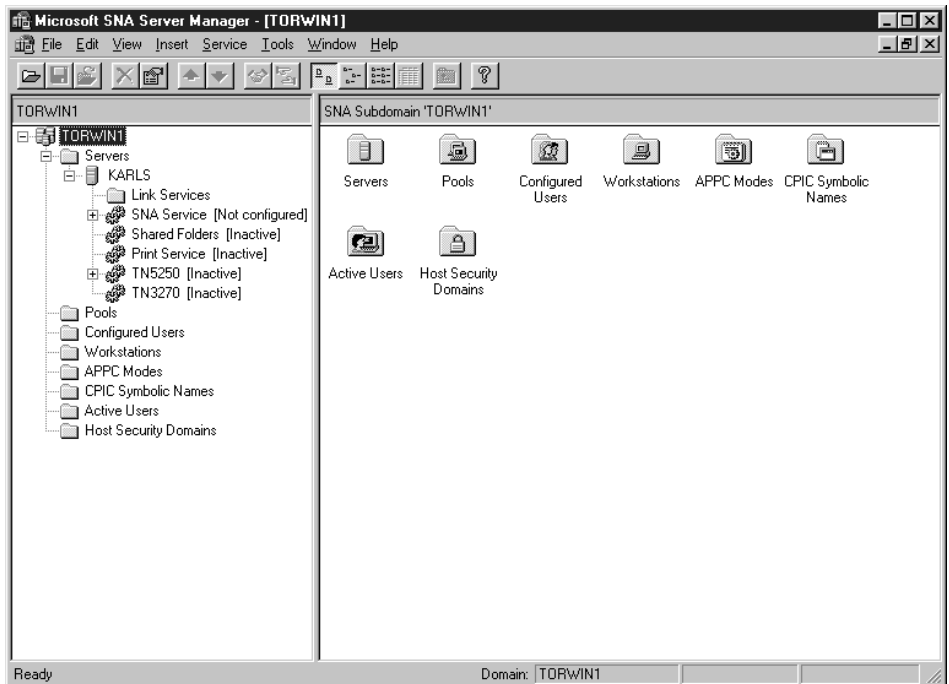 Microsoft SNA Server Manager - [TORWIN1]
File Edit View Insert Service Tools Window Help
TORWIN1
SNA Subdomain 'TORWIN1'
TORWIN1
Servers
KARLS
Link Services
SNA Service [Not configured]
Shared Folders [Inactive]
Print Service [Inactive]
TN5250 [Inactive]
TN3270 [Inactive]
Pools
Configured Users
Workstations
APPC Modes
CPIC Symbolic Names
Active Users
Host Security Domains
Servers
Pools
Configured
Users
Workstations
APPC Modes
CPIC Symbolic
Names
Active Users
Host Security
Domains
Ready
Domain: TORWIN1